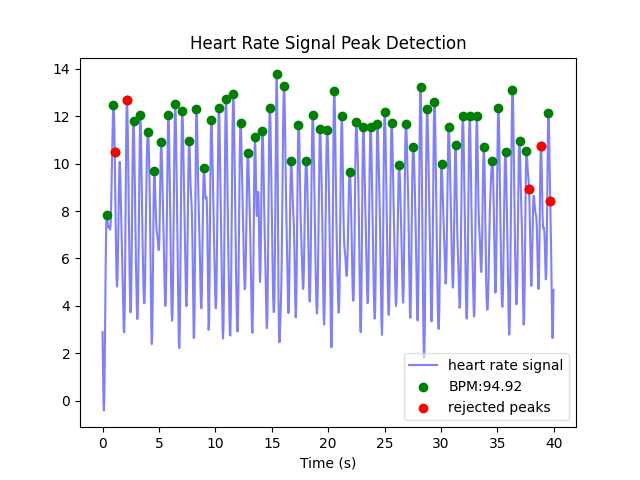 Heart Rate Signal Peak Detection
14
12
10
8
6
4
2
0
0 5 10 15 20 25 30 35 40
Time (s)
heart rate signal
BPM:94.92
rejected peaks